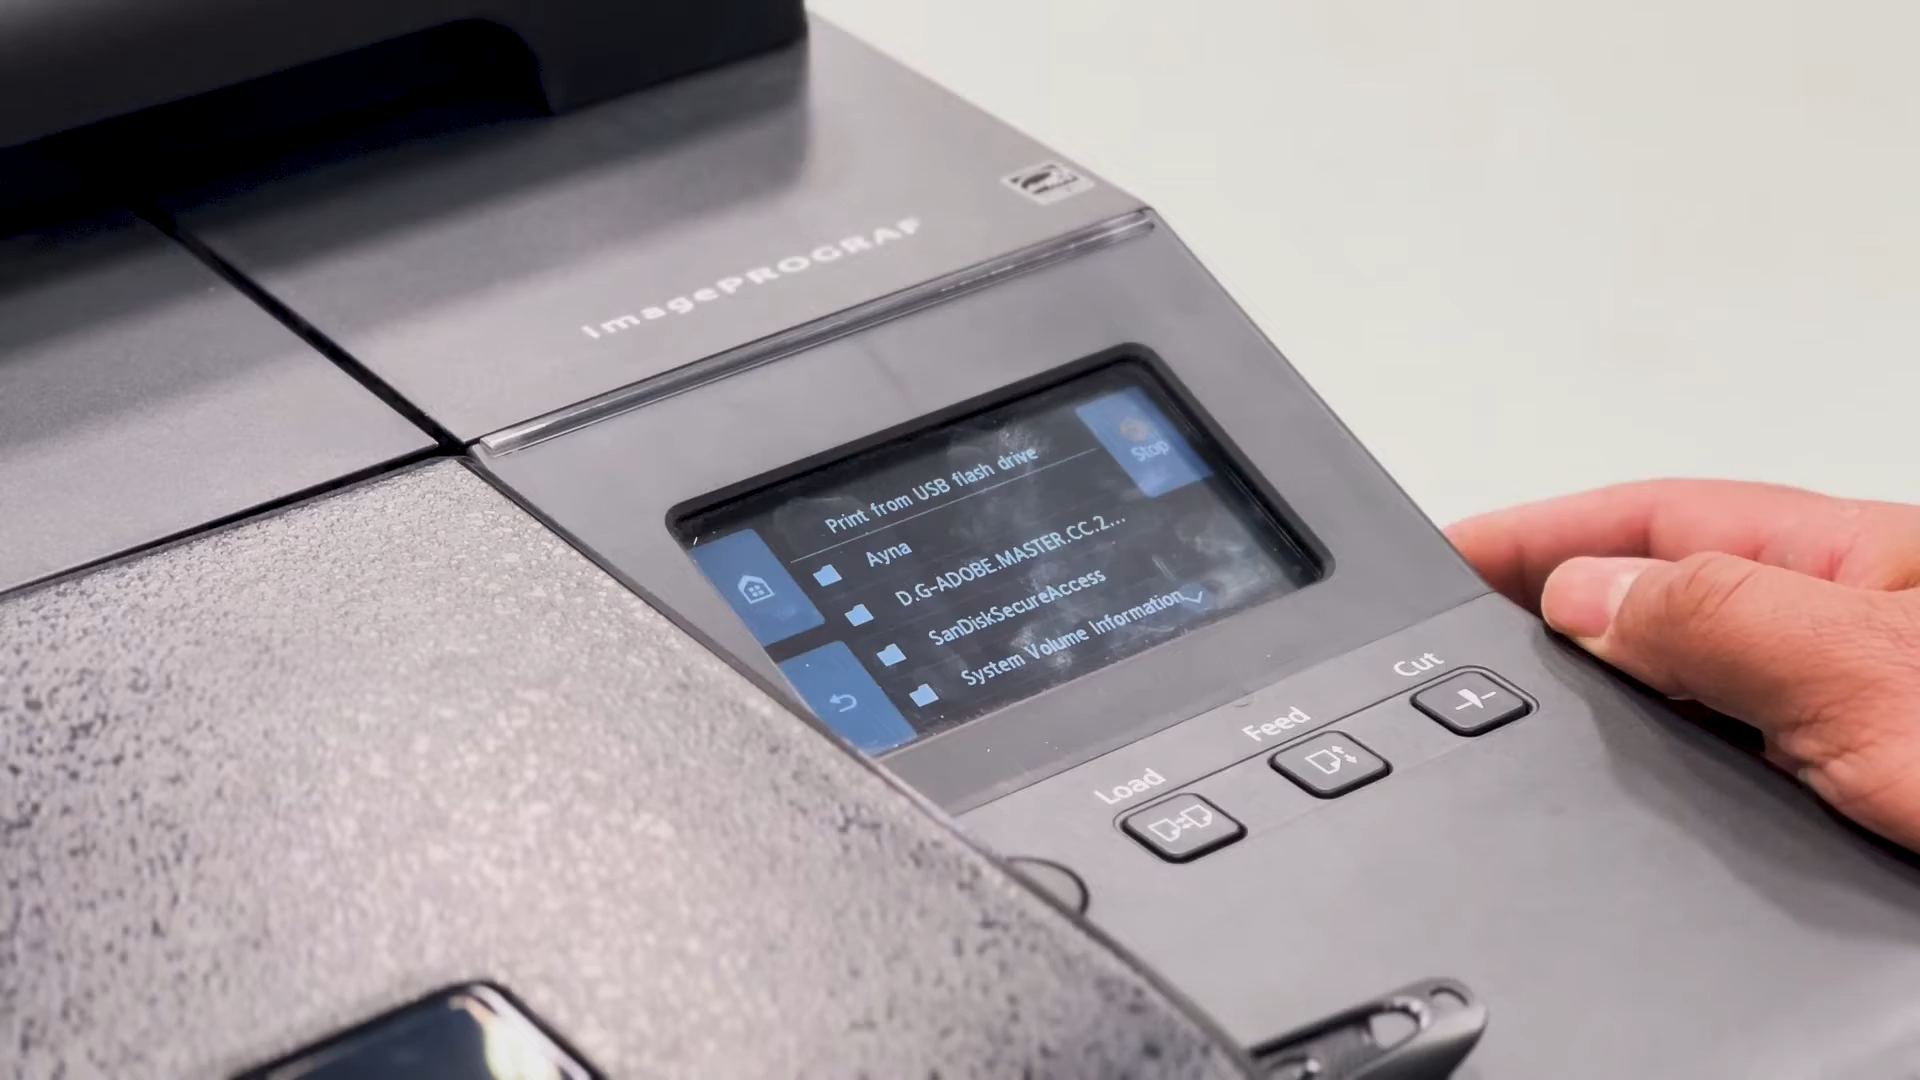 imagePROGRAF
Print from USB flash drive
Stop
Ayna
D.G-ADOBE.MASTER.CC.2...
SanDiskSecureAccess
System Volume Information
Load
Feed
Cut